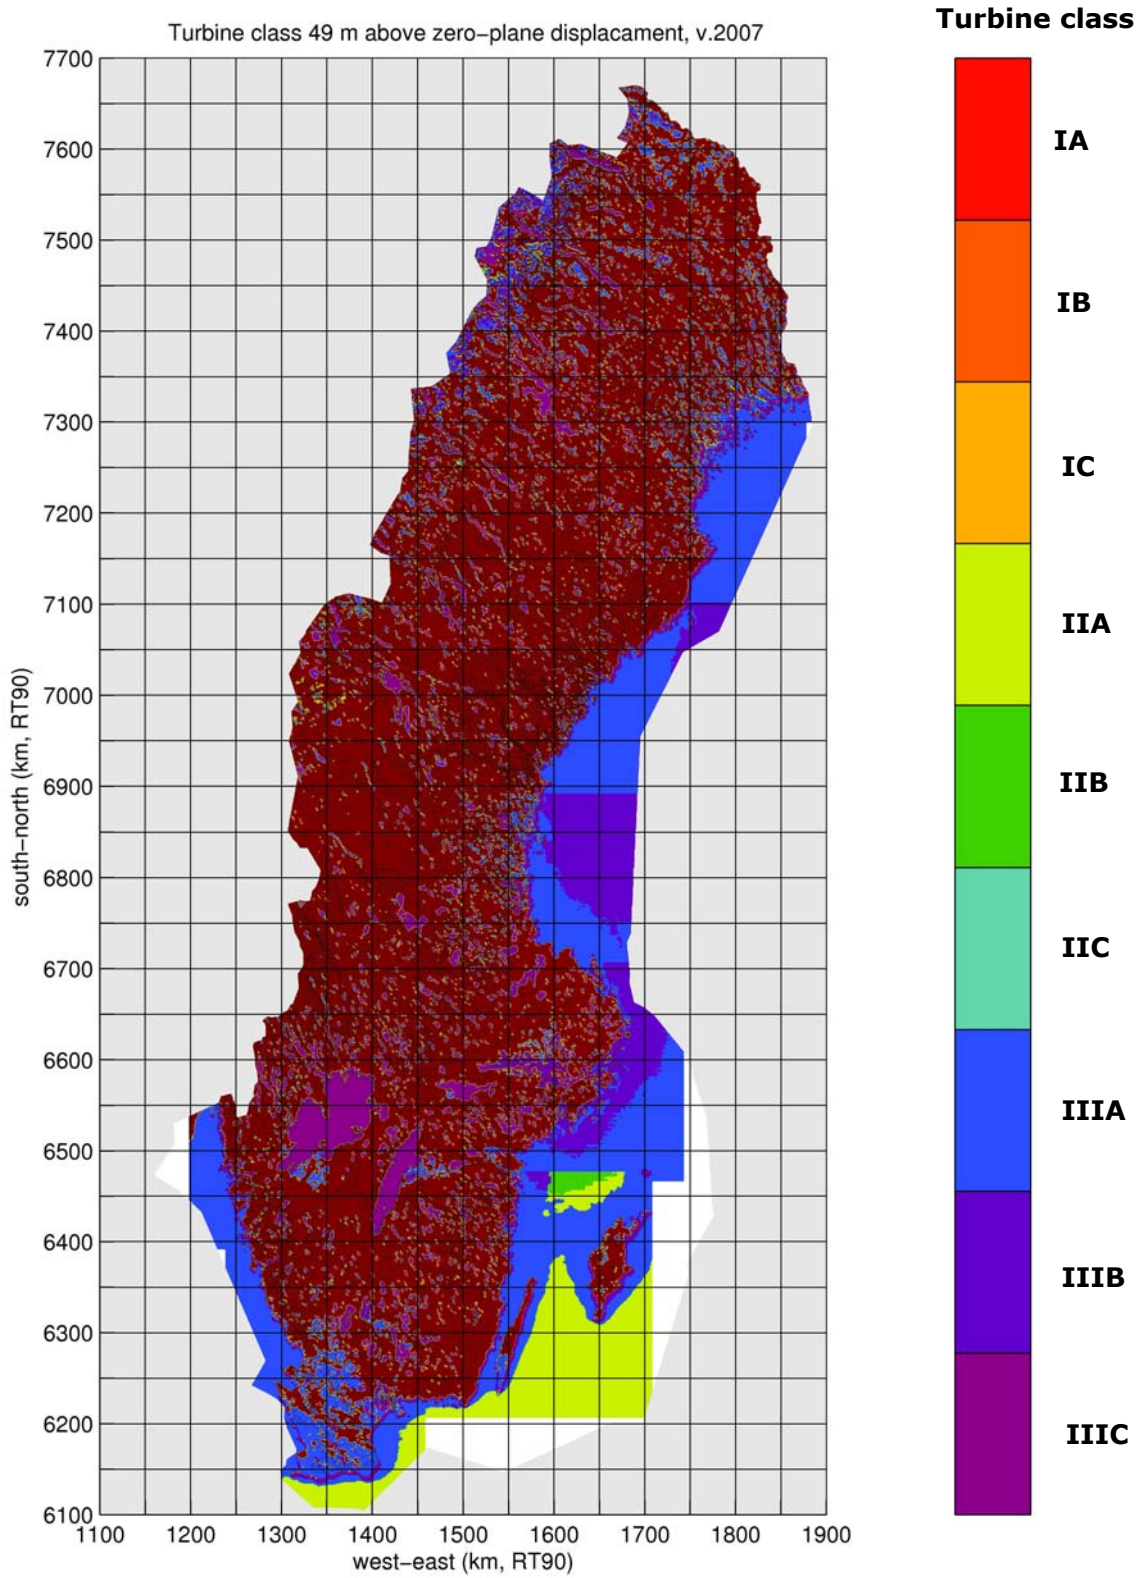 Turbine class
Turbine class 49 m above zero−plane displacament, v.2007
7700
7600
7500
7400
7300
7200
7100
7000
6900
6800
6700
6600
6500
6400
6300
6200
6100
south−north (km, RT90)
1100 1200 1300 1400 1500 1600 1700 1800 1900
west−east (km, RT90)
IA
IB
IC
IIA
IIB
IIC
IIIA
IIIB
IIIC